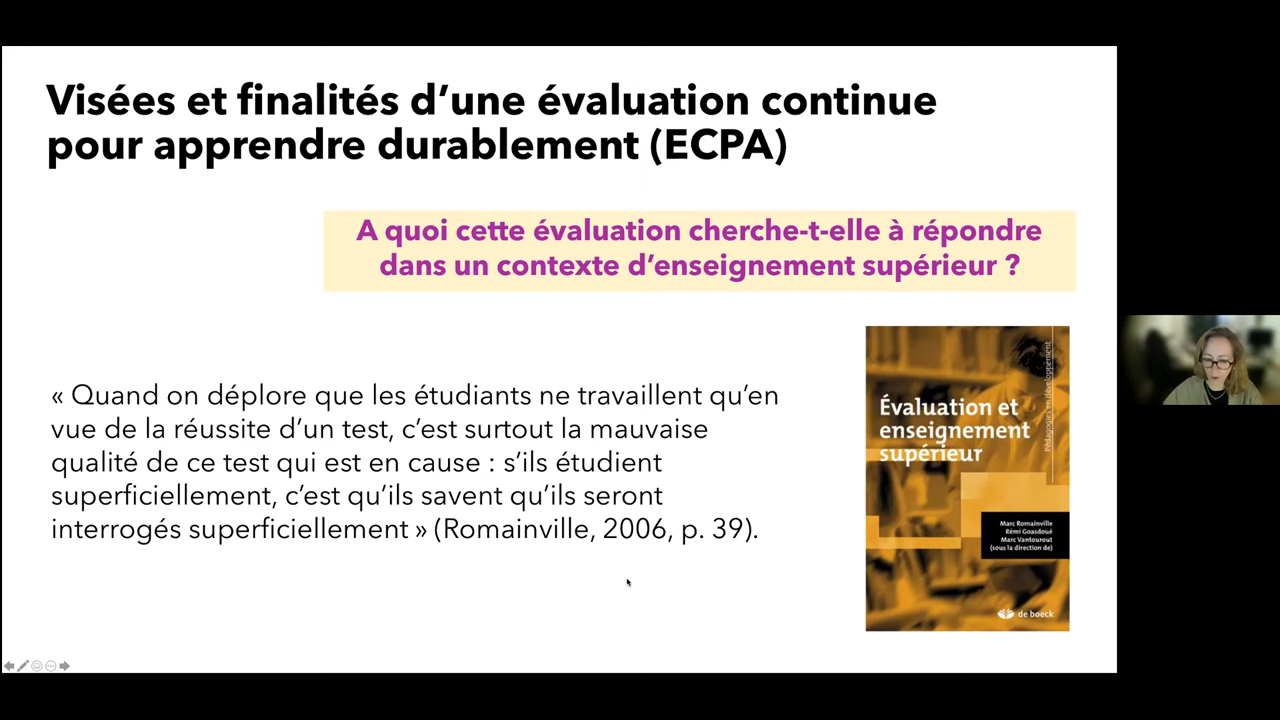 Visées et finalités d’une évaluation continue
pour apprendre durablement (ECPA)
A quoi cette évaluation cherche-t-elle à répondre
dans un contexte d’enseignement supérieur ?
« Quand on déplore que les étudiants ne travaillent qu’en
vue de la réussite d’un test, c’est surtout la mauvaise
qualité de ce test qui est en cause : s’ils étudient
superficiellement, c’est qu’ils savent qu’ils seront
interrogés superficiellement » (Romainville, 2006, p. 39).
Évaluation et
enseignement
supérieur
Pédagogies en développement
Marc Romainville
Rémi Goasdoué
Marc Vantourout
(sous la direction de)
de boeck